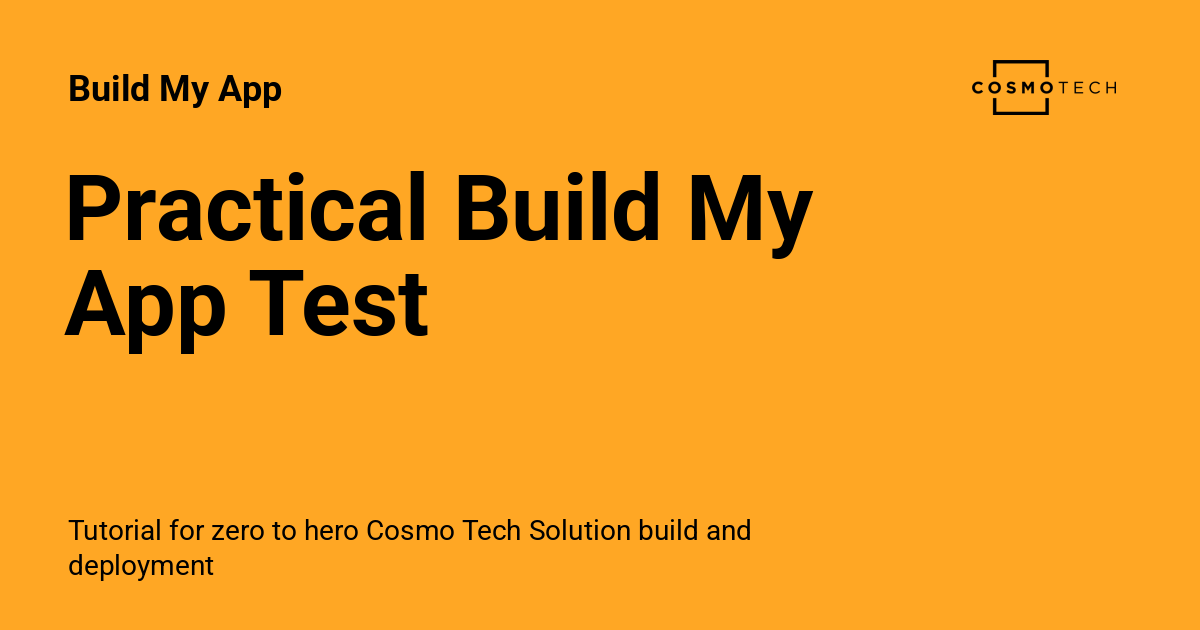 Build My App
COSMOTECH
Practical Build My
App Test
Tutorial for zero to hero Cosmo Tech Solution build and
deployment